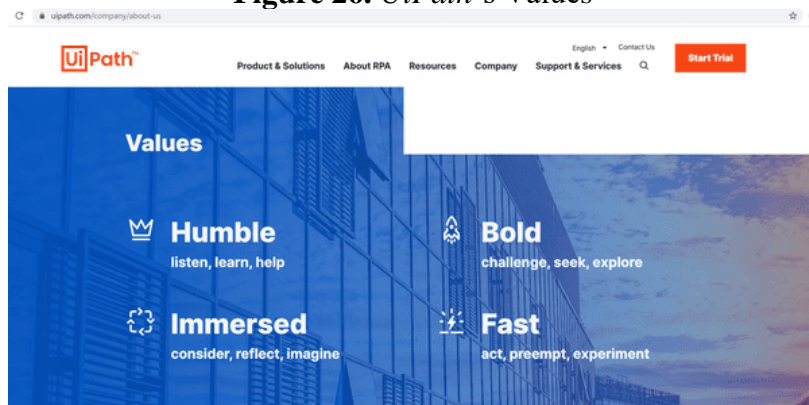 Figure 26. UiPath's Values
uipath.com/company/about-us
English Contact Us
UiPath™
Product & Solutions About RPA Resources Company Support & Services
Start Trial
Values
Humble
listen, learn, help
Bold
challenge, seek, explore
Immersed
consider, reflect, imagine
Fast
act, preempt, experiment